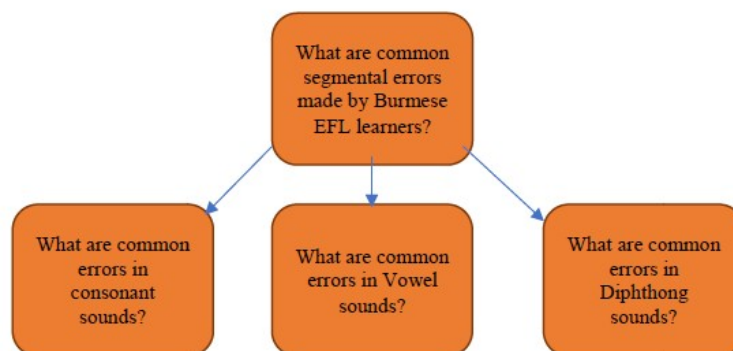 What are common
segmental errors
made by Burmese
EFL learners?
What are common
errors in
consonant
sounds?
What are common
errors in Vowel
sounds?
What are common
errors in
Diphthong
sounds?